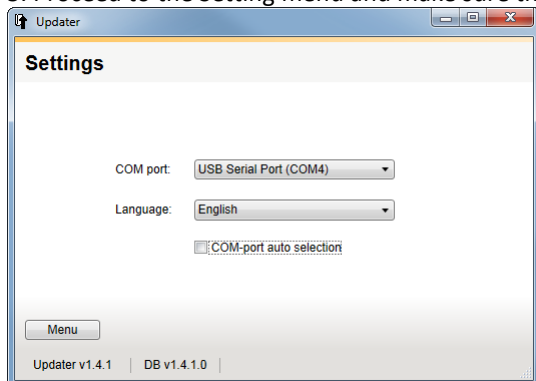 Updater
Settings
COM port: USB Serial Port (COM4)
Language: English
COM-port auto selection
Menu
Updater v1.4.1 DB v1.4.1.0